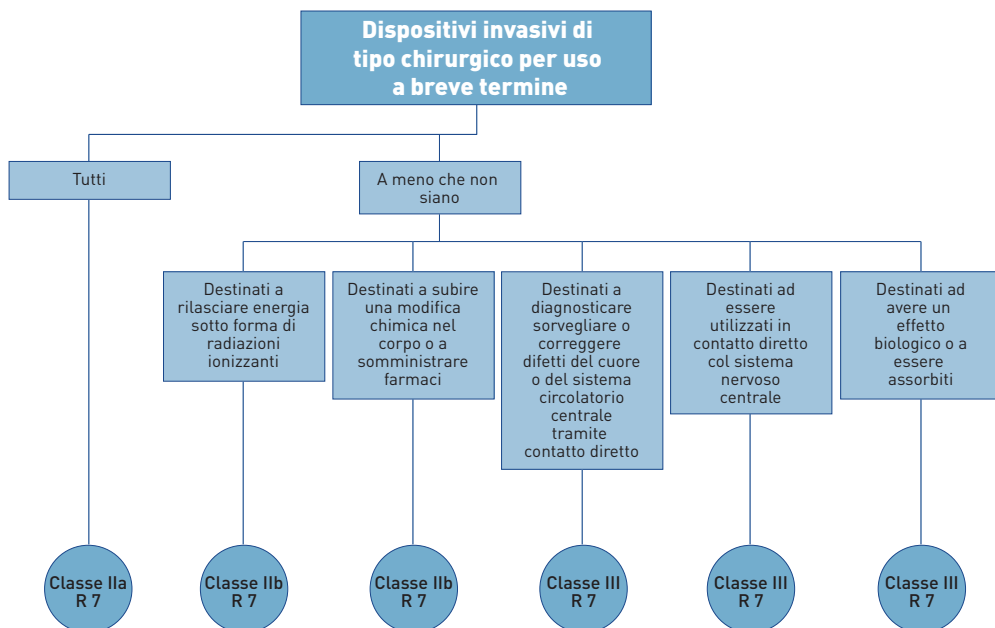 Dispositivi invasivi di
tipo chirurgico per uso
a breve termine
Tutti
A meno che non
siano
Destinati a
rilasciare energia
sotto forma di
radiazioni
ionizzanti
Destinati a subire
una modifica
chimica nel
corpo o a
somministrare
farmaci
Destinati a
diagnosticare
sorvegliare o
correggere
difetti del cuore
o del sistema
circolatorio
centrale
tramite
contatto diretto
Destinati ad
essere
utilizzati in
contatto diretto
col sistema
nervoso
centrale
Destinati ad
avere un
effetto
biologico o a
essere
assorbiti
Classe IIa
R 7
Classe IIb
R 7
Classe IIb
R 7
Classe III
R 7
Classe III
R 7
Classe III
R 7